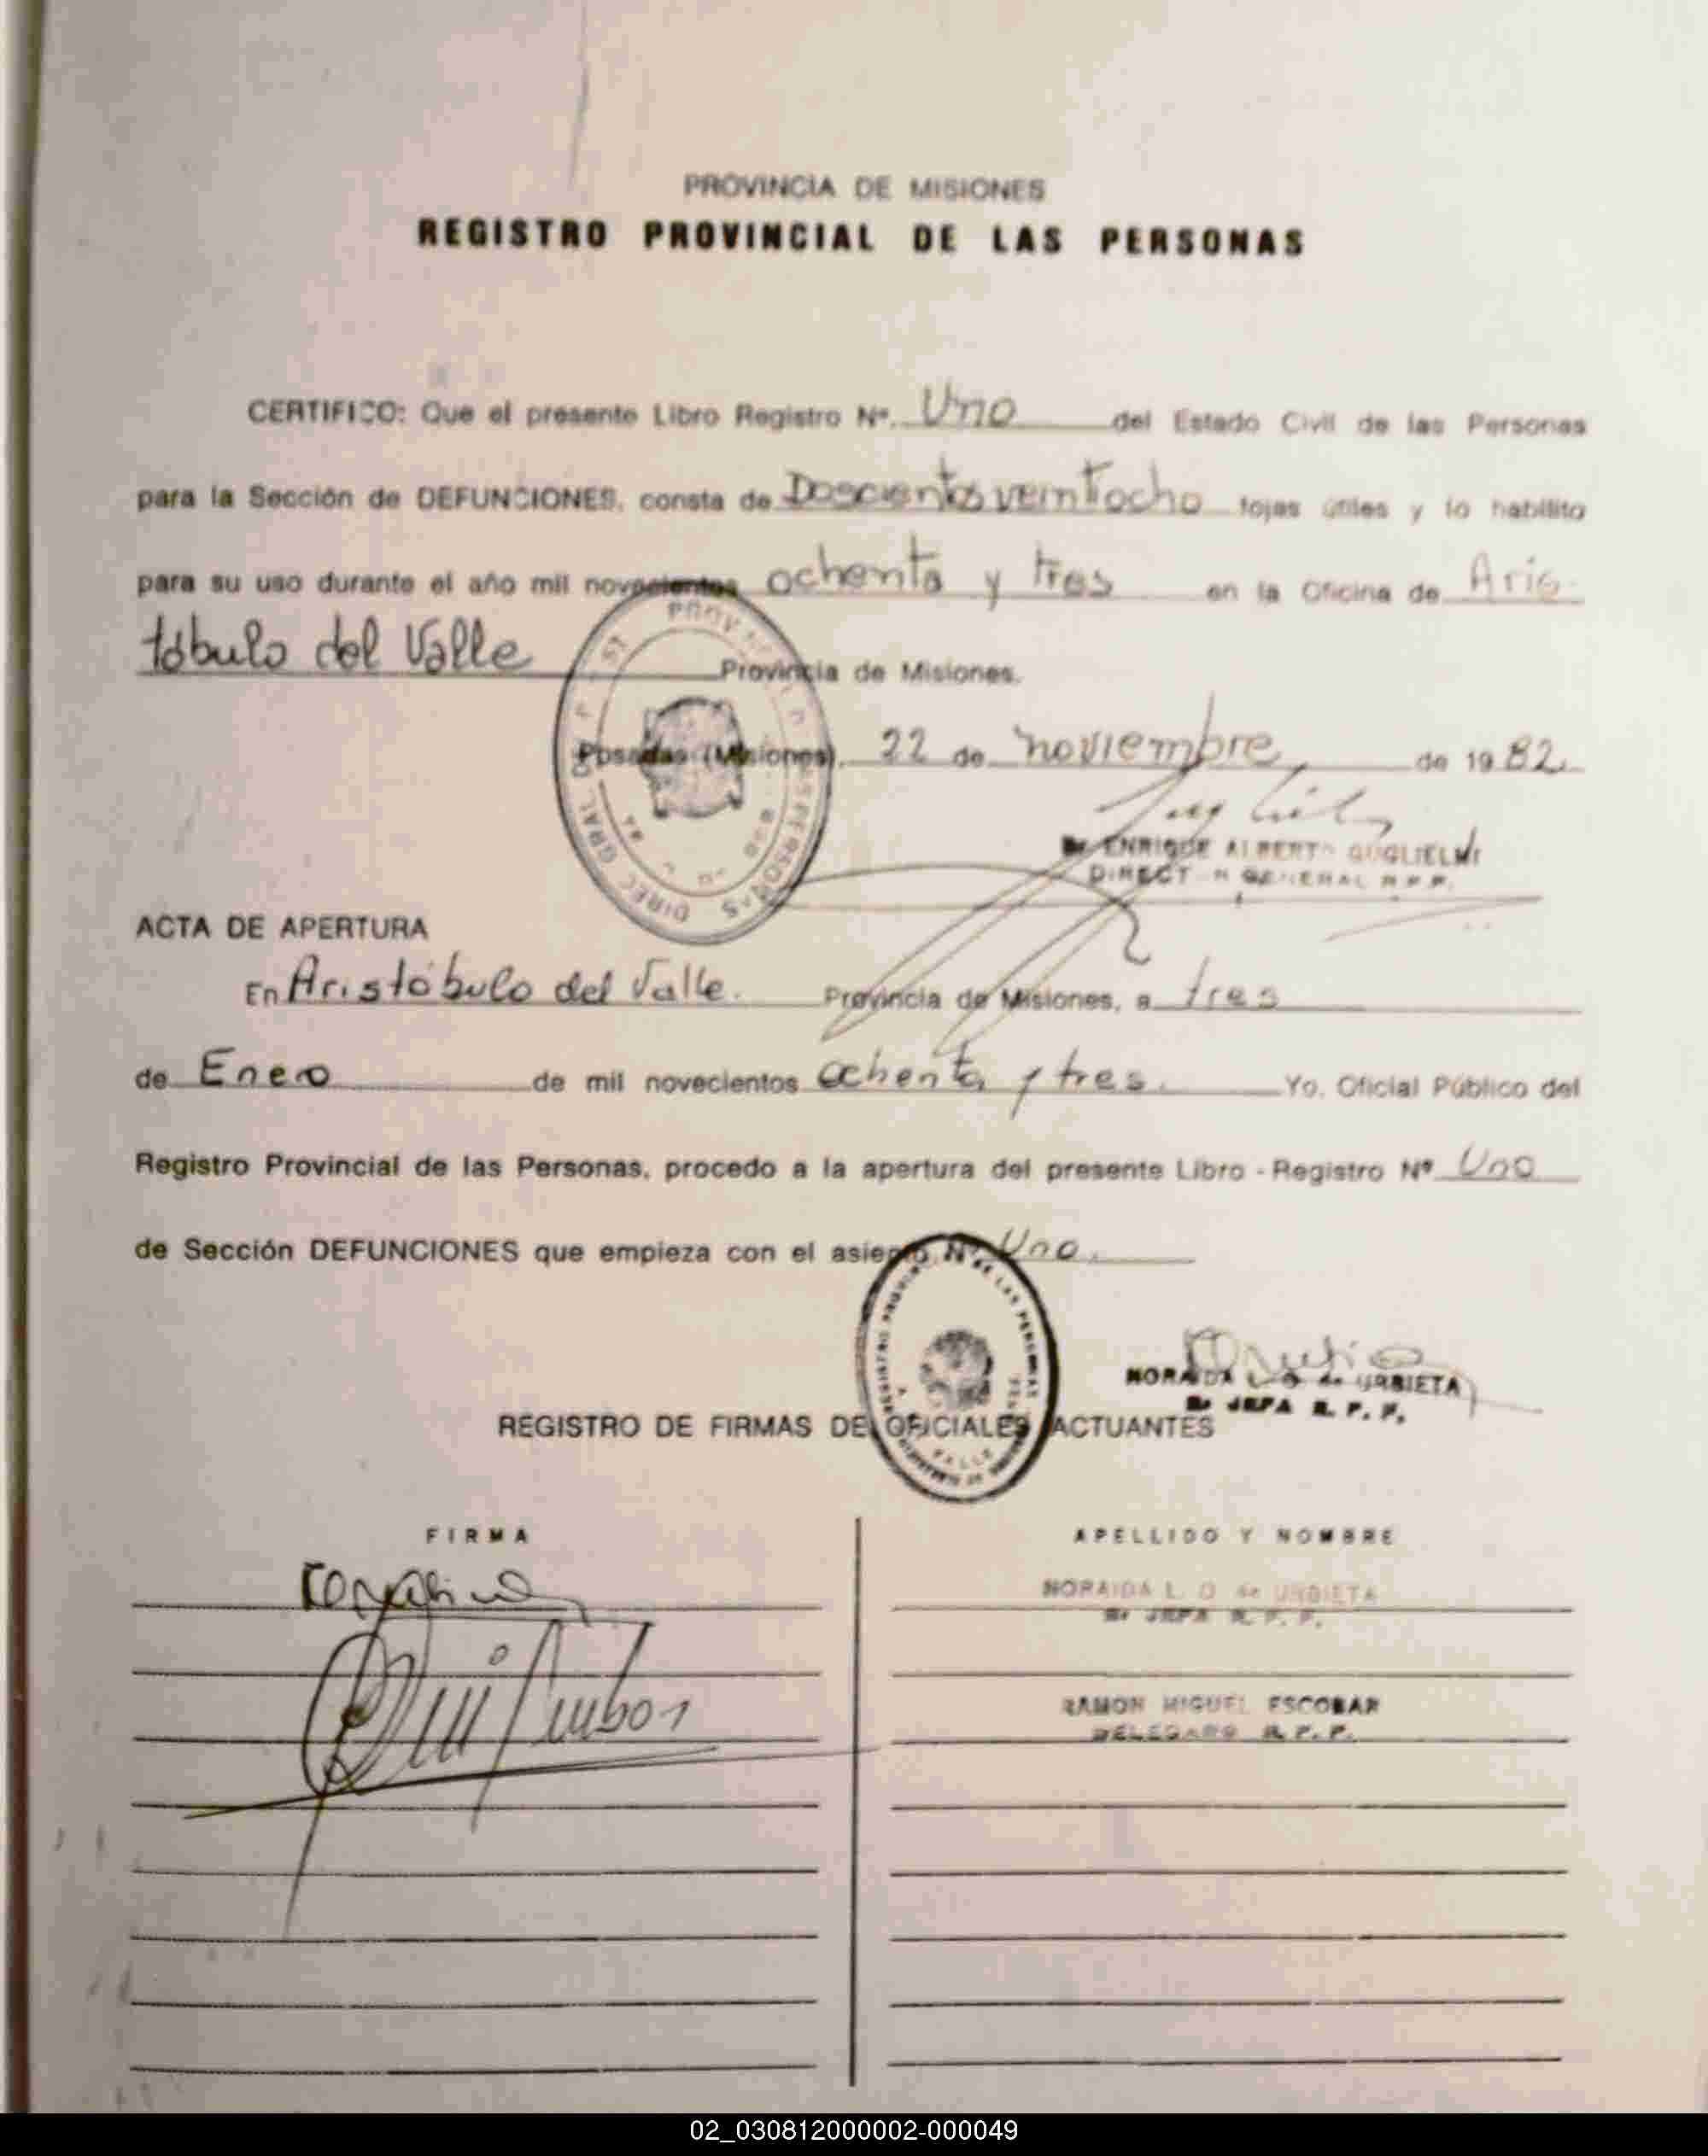 PROVINCIA DE MISIONES
REGISTRO PROVINCIAL DE LAS PERSONAS
CERTIFICO: Que el presente Libro Registro Nº. Uno del Estado Civil de las Personas
para la Sección de DEFUNCIONES, consta de Doscientos veintiocho fojas útiles y lo habilito
para su uso durante el año mil novecientos ochenta y tres en la Oficina de Aris-
tóbulo del Valle Provincia de Misiones.
Posadas (Misiones), 22 de noviembre de 1982.
Dr. ENRIQUE ALBERTO GUGLIELMI
DIRECTOR GENERAL R.P.P.
ACTA DE APERTURA
En Aristóbulo del Valle. Provincia de Misiones, a tres
de Enero de mil novecientos ochenta y tres. Yo, Oficial Público del
Registro Provincial de las Personas, procedo a la apertura del presente Libro - Registro Nº Uno
de Sección DEFUNCIONES que empieza con el asiento Nº Uno.
NORAIDA L. O. de URBIETA
JEFA R. P. P.
REGISTRO DE FIRMAS DE OFICIALES ACTUANTES
FIRMA APELLIDO Y NOMBRE
NORAIDA L. O. de URBIETA
JEFA R. P. P.
RAMON MIGUEL ESCOBAR
DELEGADO R. P. P.
02_030812000002-000049